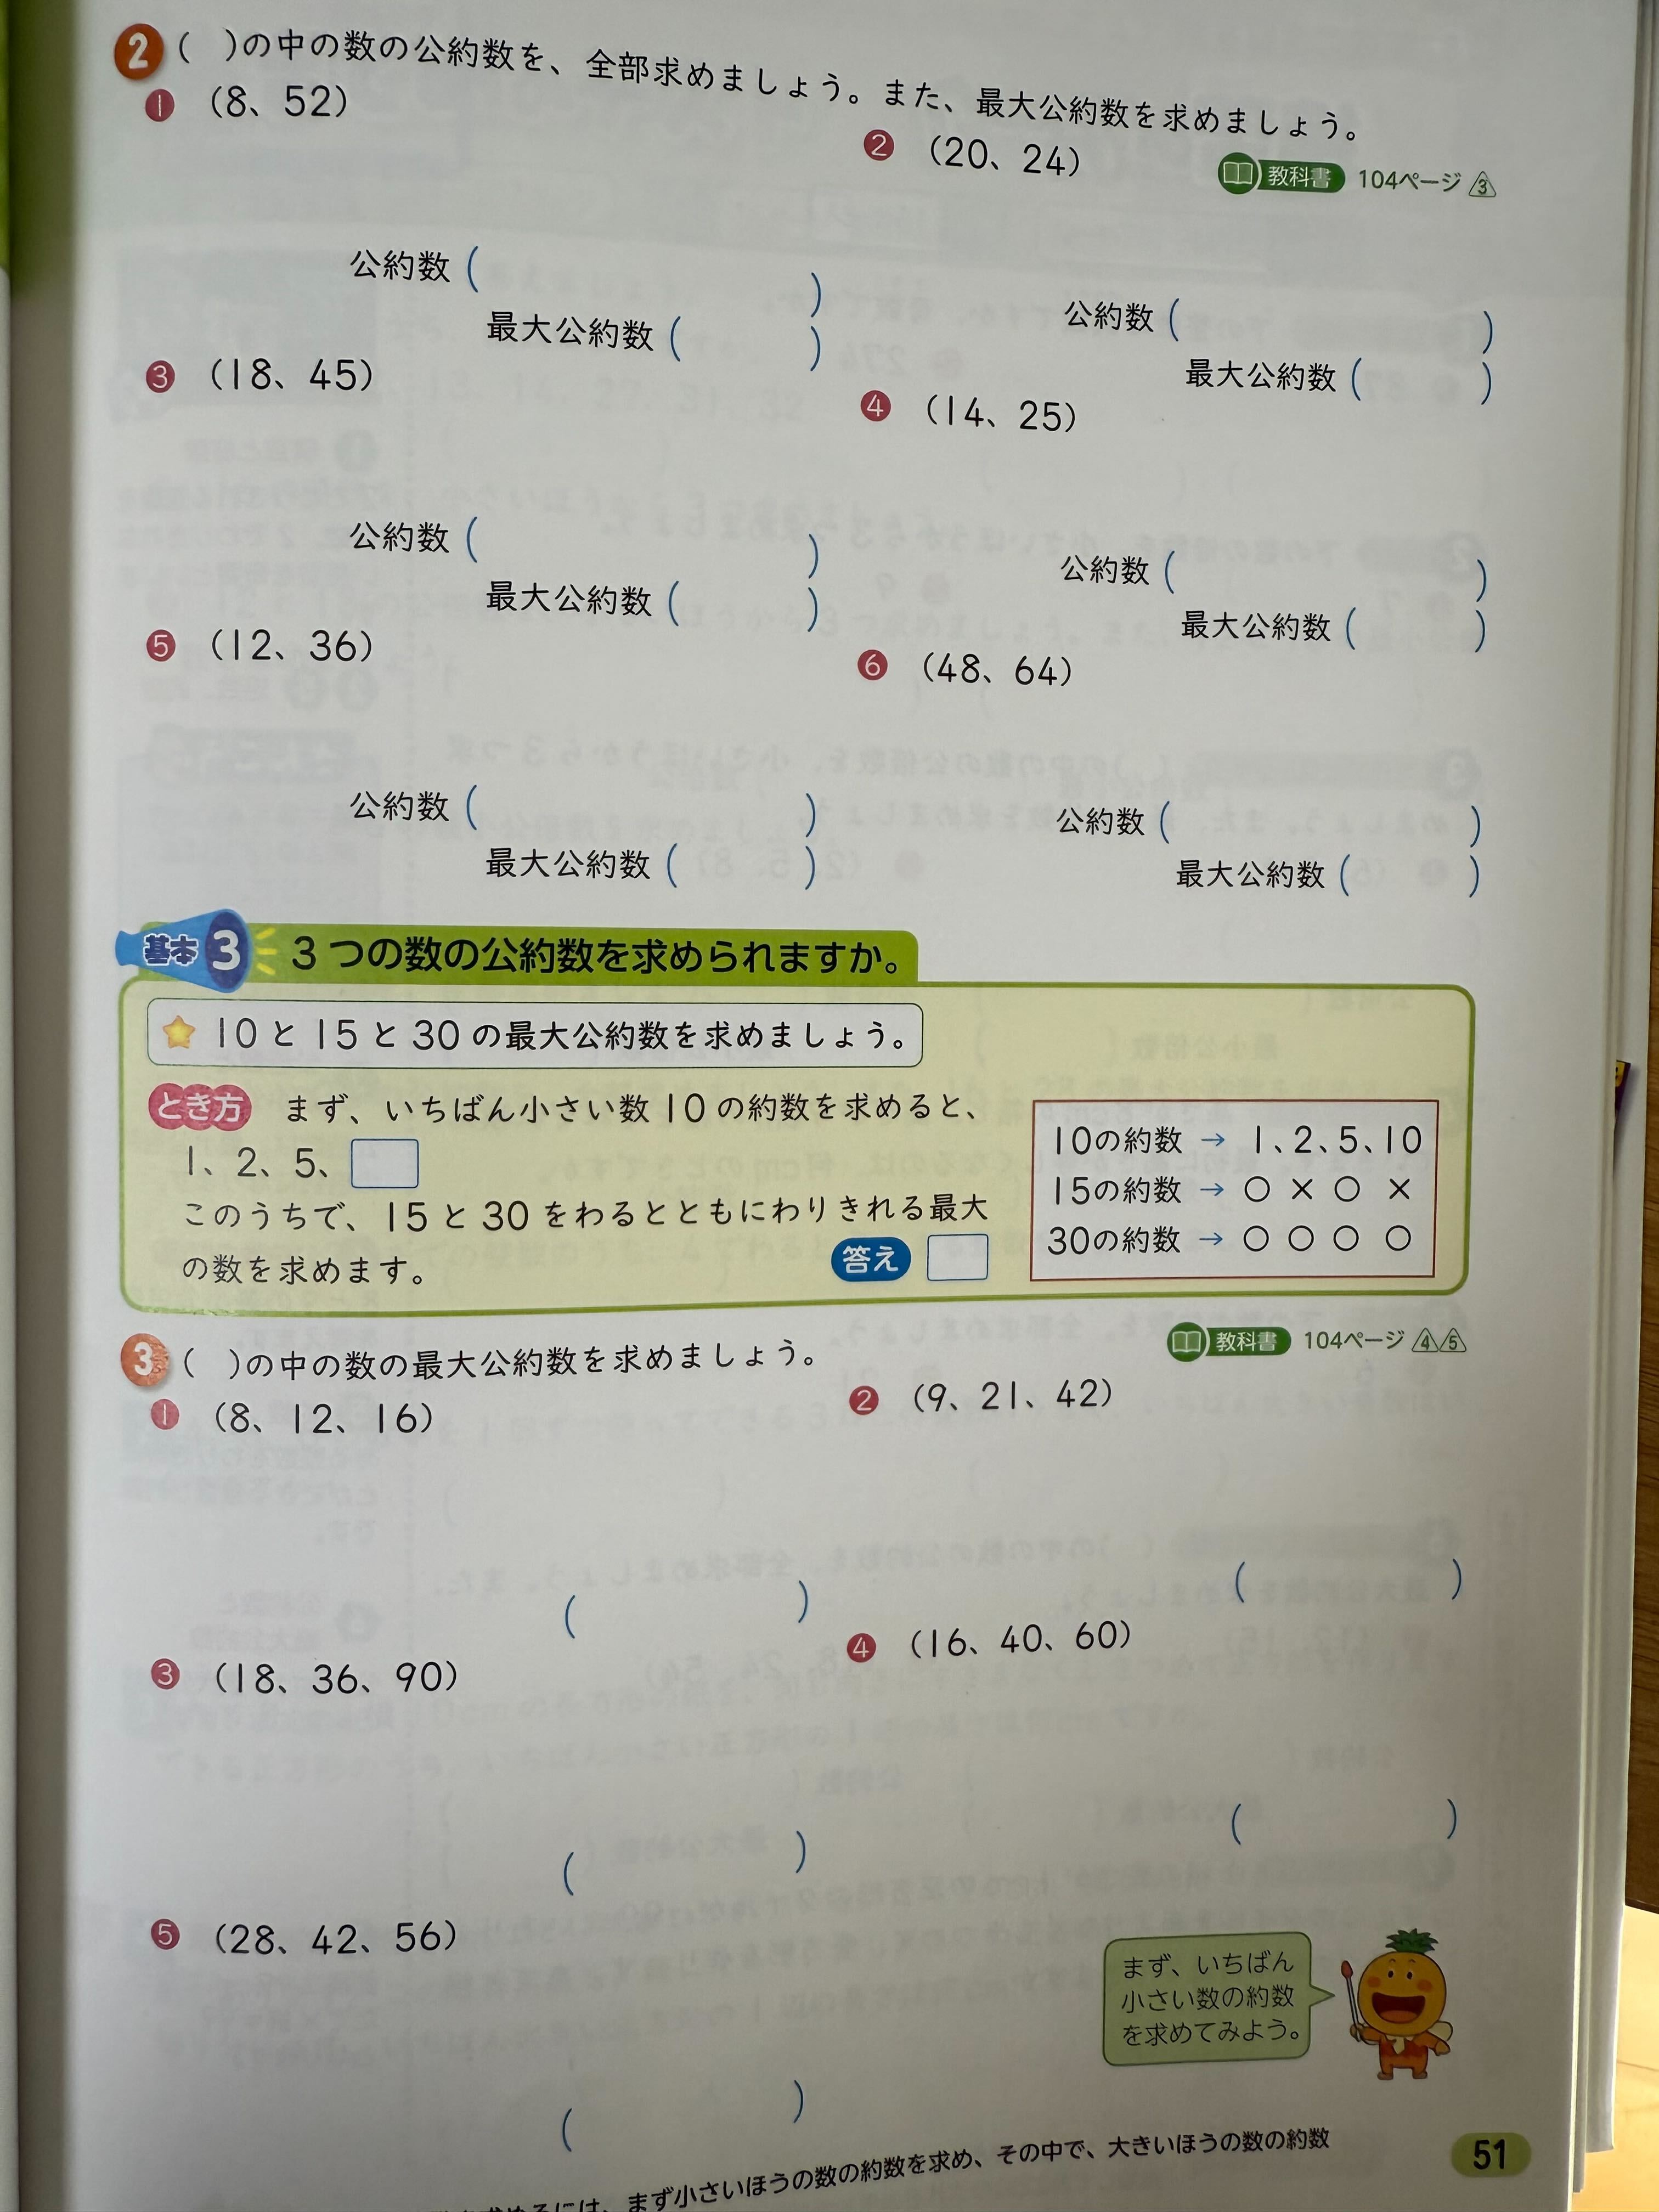 2 ( )の中の数の公約数を、全部求めましょう。また、最大公約数を求めましょう。
教科書 104ページ 3
1 (8、52)
2 (20、24)
公約数( )
最大公約数( )
公約数( )
最大公約数( )
3 (18、45)
4 (14、25)
公約数( )
最大公約数( )
公約数( )
最大公約数( )
5 (12、36)
6 (48、64)
公約数( )
最大公約数( )
公約数( )
最大公約数( )
基本3 3つの数の公約数を求められますか。
10と15と30の最大公約数を求めましょう。
とき方 まず、いちばん小さい数10の約数を求めると、
1、2、5、
このうちで、15と30をわるとともにわりきれる最大
の数を求めます。
答え
10の約数 → 1、2、5、10
15の約数 → ○ × ○ ×
30の約数 → ○ ○ ○ ○
3 ( )の中の数の最大公約数を求めましょう。
教科書 104ページ 4 5
1 (8、12、16)
2 (9、21、42)
( )
( )
3 (18、36、90)
4 (16、40、60)
( )
( )
5 (28、42、56)
( )
まず、いちばん
小さい数の約数
を求めてみよう。
求めるには、まず小さいほうの数の約数を求め、その中で、大きいほうの数の約数
51